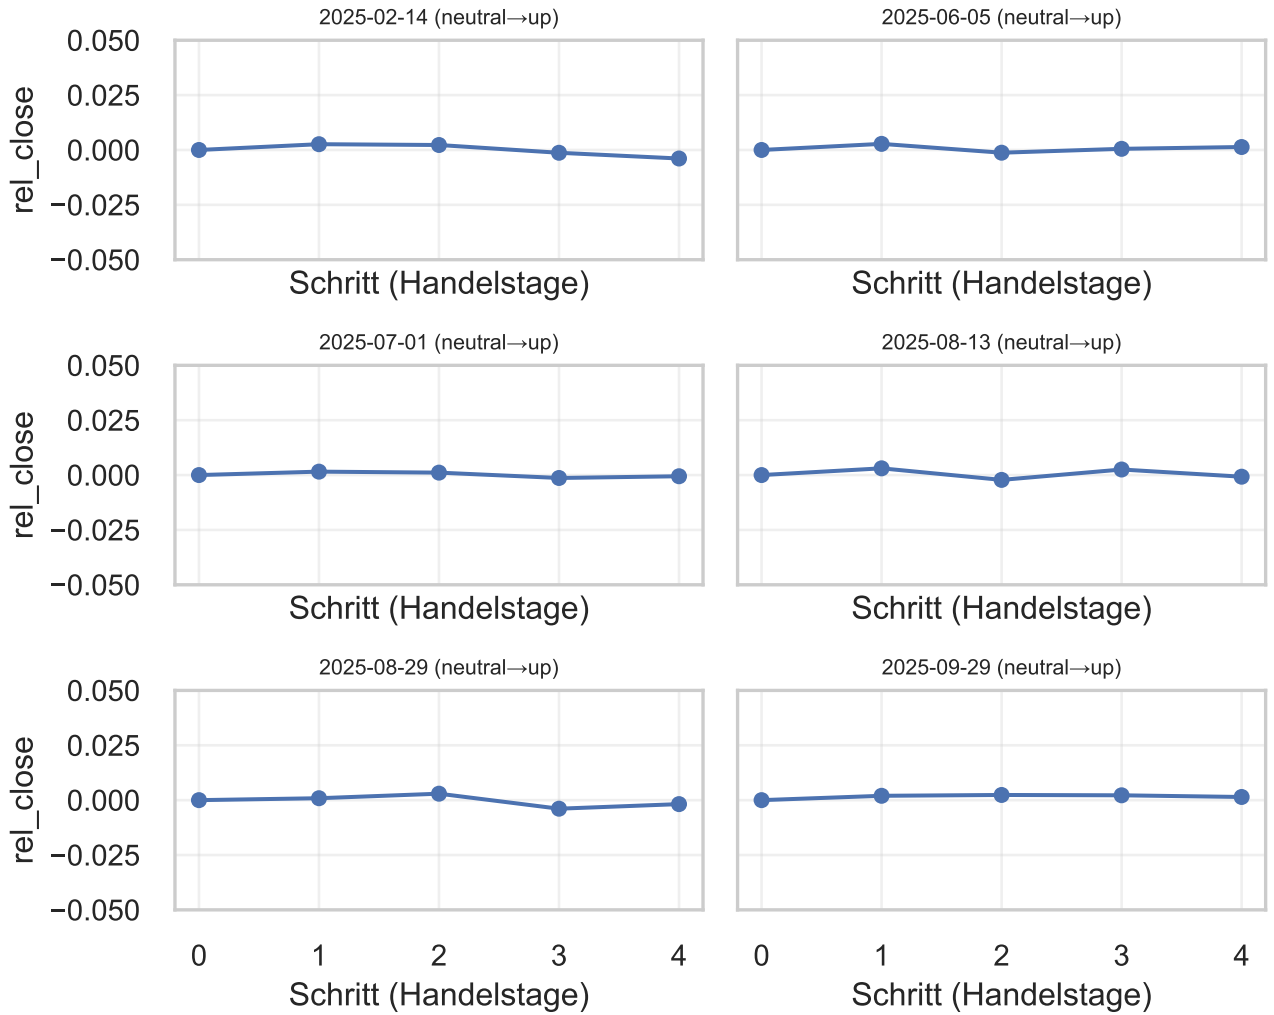 2025-02-14 (neutral→up)
0.050
0.025
0.000
−0.025
−0.050
rel_close
Schritt (Handelstage)
2025-06-05 (neutral→up)
Schritt (Handelstage)
2025-07-01 (neutral→up)
0.050
0.025
0.000
−0.025
−0.050
rel_close
Schritt (Handelstage)
2025-08-13 (neutral→up)
Schritt (Handelstage)
2025-08-29 (neutral→up)
0.050
0.025
0.000
−0.025
−0.050
rel_close
0 1 2 3 4
Schritt (Handelstage)
2025-09-29 (neutral→up)
0 1 2 3 4
Schritt (Handelstage)